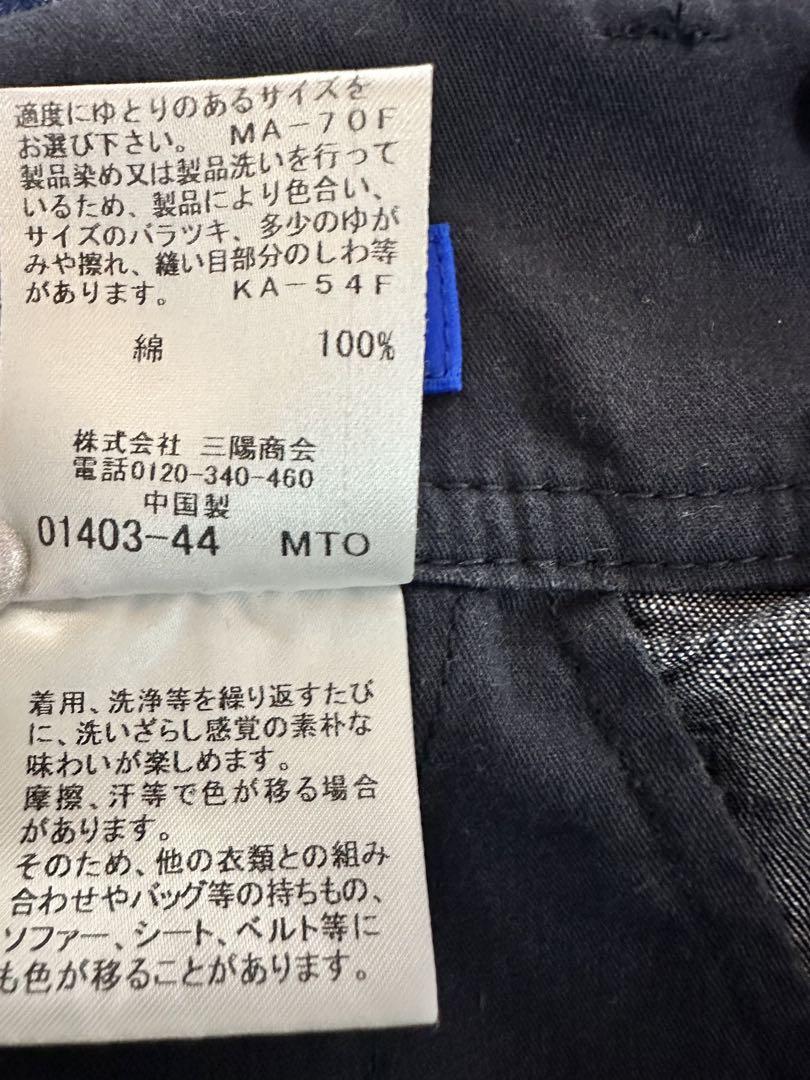 適度にゆとりのあるサイズを
お選び下さい。 MA-70F
製品染め又は製品洗いを行って
いるため、製品により色合い、
サイズのバラツキ、多少のゆが
みや擦れ、縫い目部分のしわ等
があります。 KA-54F
綿 100%
株式会社 三陽商会
電話0120-340-460
中国製
01403-44 MTO
着用、洗浄等を繰り返すたび
に、洗いざらし感覚の素朴な
味わいが楽しめます。
摩擦、汗等で色が移る場合
があります。
そのため、他の衣類との組み
合わせやバッグ等の持ちもの、
ソファー、シート、ベルト等に
も色が移ることがあります。